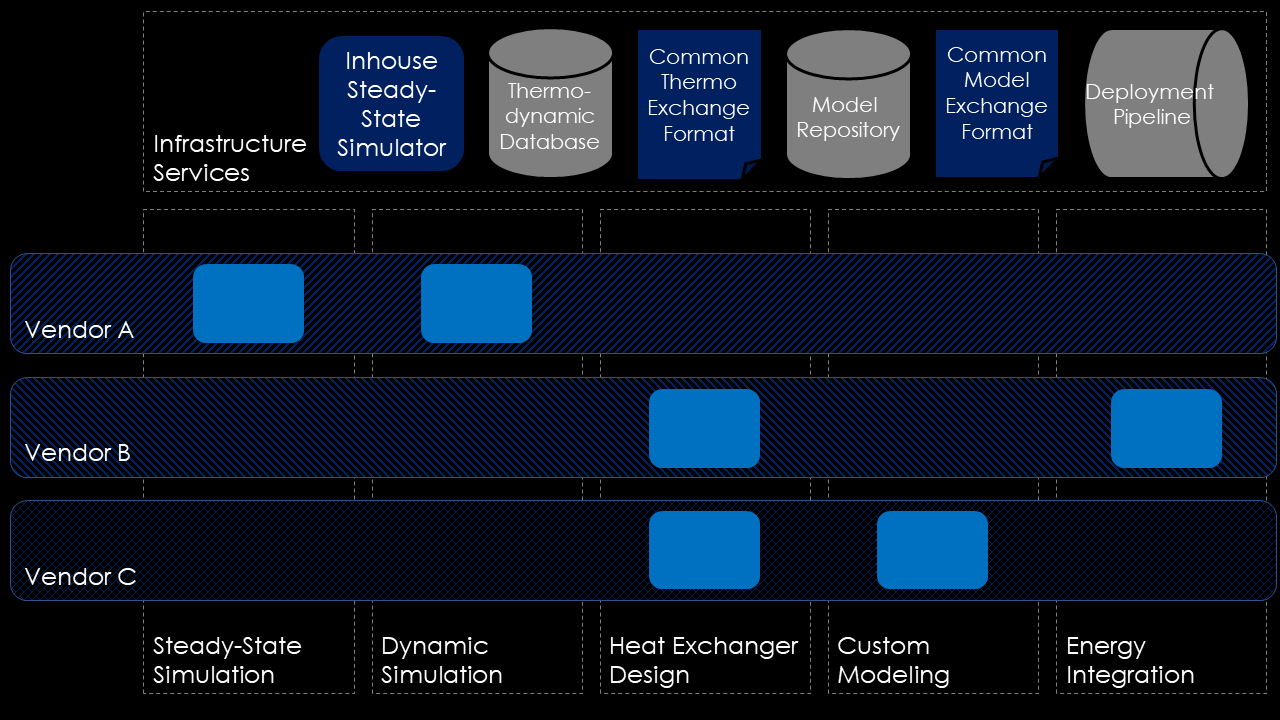 Inhouse
Steady-
State
Simulator
Thermo-
dynamic
Database
Common
Thermo
Exchange
Format
Model
Repository
Common
Model
Exchange
Format
Deployment
Pipeline
Infrastructure
Services
Vendor A
Vendor B
Vendor C
Steady-State
Simulation
Dynamic
Simulation
Heat Exchanger
Design
Custom
Modeling
Energy
Integration